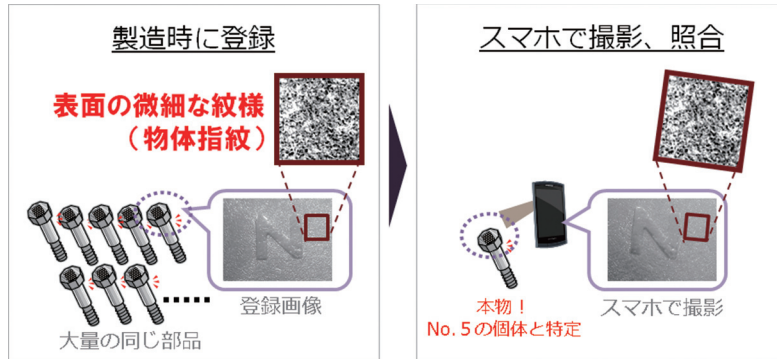 製造時に登録
表面の微細な紋様
（物体指紋）
登録画像
大量の同じ部品
スマホで撮影、照合
本物！
No.5の個体と特定
スマホで撮影